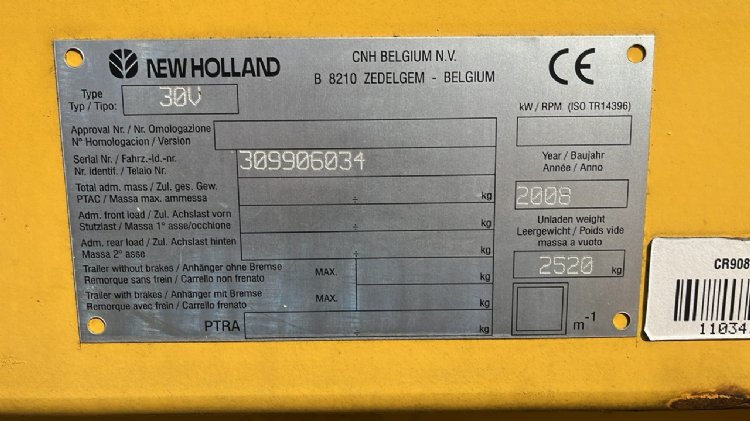 NEW HOLLAND
CNH BELGIUM N.V.
B 8210 ZEDELGEM - BELGIUM
CE
Type
Typ / Tipo:
30V
kW / RPM (ISO TR14396)
Approval Nr. / Nr. Omologazione
N° Homologacion / Version
Serial Nr / Fahrz.-Id.-nr.
Nr. identif. / Telaio Nr.
309906034
Year / Baujahr
Année / Anno
2008
Total adm. mass / Zul. ges. Gew.
PTAC / Massa max. ammessa
÷ kg
Adm. front load / Zul. Achslast vorn
Stutzlast / Massa 1° asse/occhione
÷ kg
Unladen weight
Leergewicht / Poids vide
massa a vuoto
2520 kg
Adm. rear load / Zul. Achslast hinten
Massa 2° asse
÷ kg
Trailer without brakes / Anhänger ohne Bremse
Remorque sans frein / Carrello non frenato
MAX. kg
Trailer with brakes / Anhänger mit Bremse
Remorque avec frein / Carrello frenato
MAX. kg
PTRA ÷ kg
m-1
CR908
11034